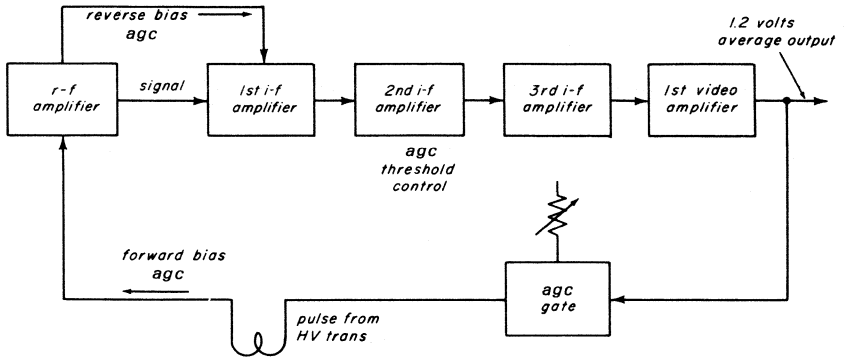 reverse bias
agc
1.2 volts
average output
r-f
amplifier
signal
1st i-f
amplifier
2nd i-f
amplifier
3rd i-f
amplifier
1st video
amplifier
agc
threshold
control
forward bias
agc
pulse from
HV trans
agc
gate